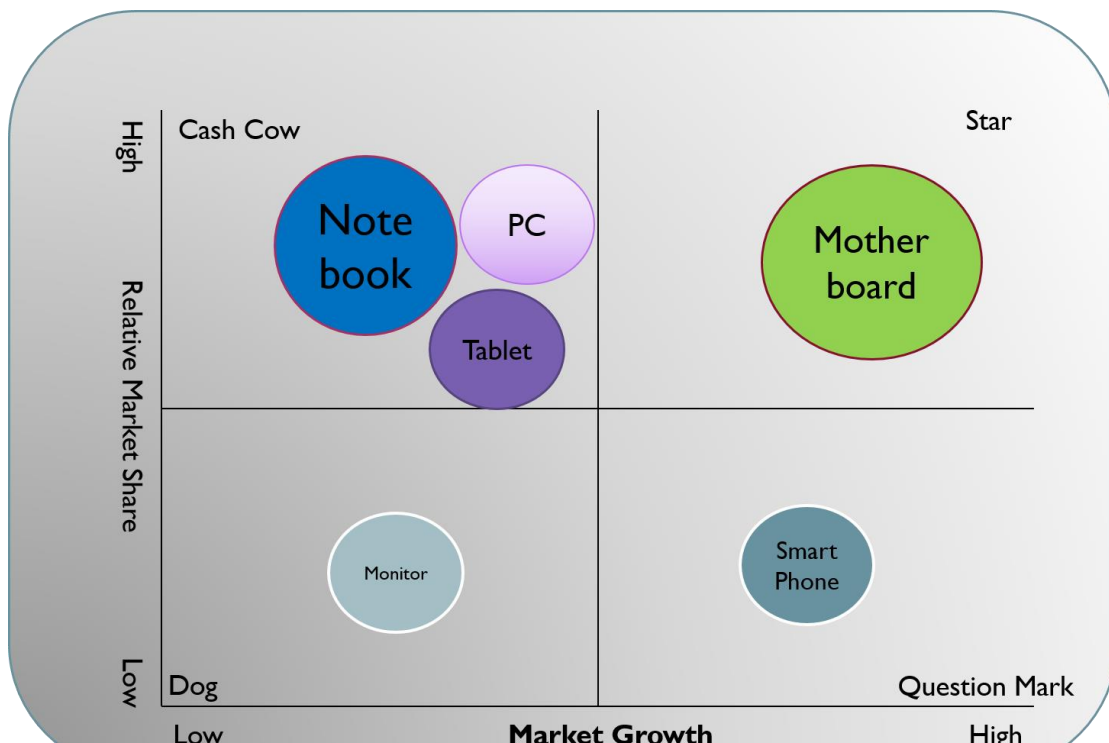 Cash Cow
Star
High
Note
book
PC
Mother
board
Tablet
Relative Market Share
Monitor
Smart
Phone
Low
Dog
Question Mark
Low
Market Growth
High